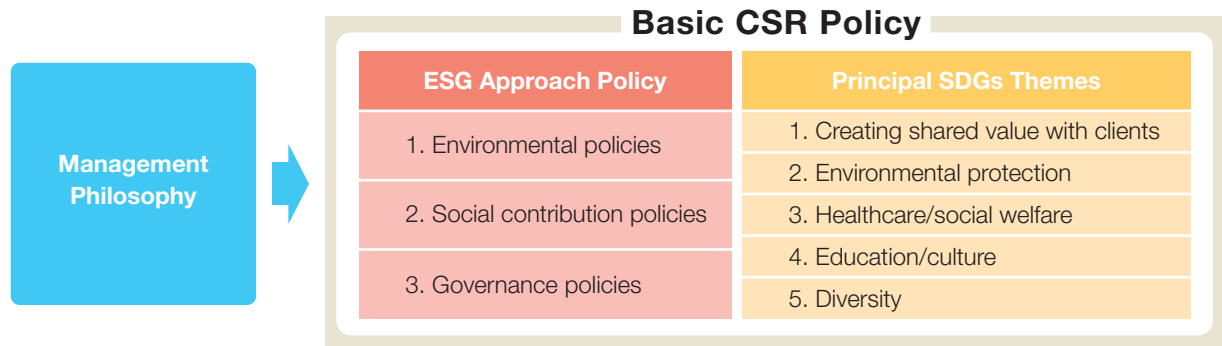 Basic CSR Policy
Management
Philosophy
ESG Approach Policy
1. Environmental policies
2. Social contribution policies
3. Governance policies
Principal SDGs Themes
1. Creating shared value with clients
2. Environmental protection
3. Healthcare/social welfare
4. Education/culture
5. Diversity